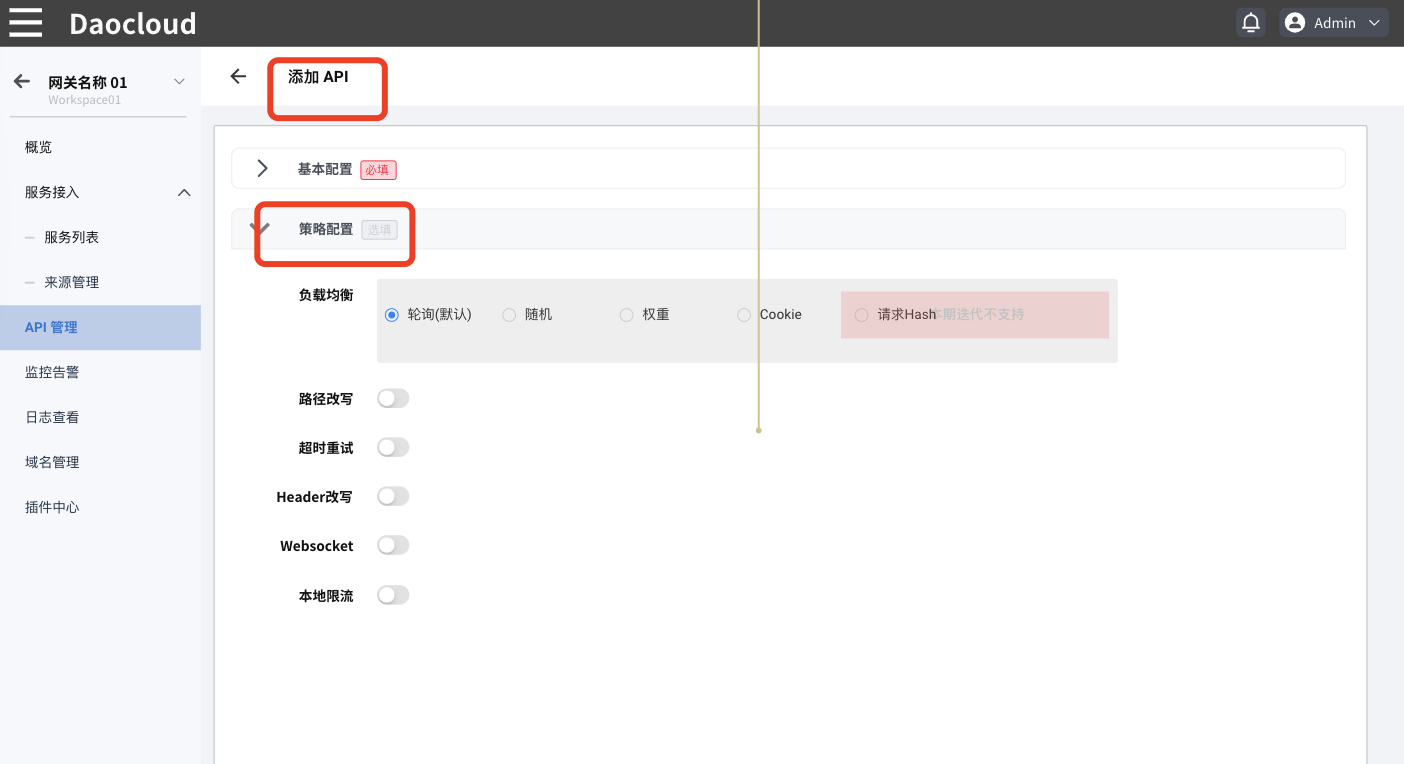 Daocloud
Admin
网关名称 01
Workspace01
添加 API
概览
服务接入
服务列表
来源管理
API 管理
监控告警
日志查看
域名管理
插件中心
基本配置 必填
策略配置 选填
负载均衡
轮询(默认) 随机 权重 Cookie 请求Hash 本期迭代不支持
路径改写
超时重试
Header改写
Websocket
本地限流